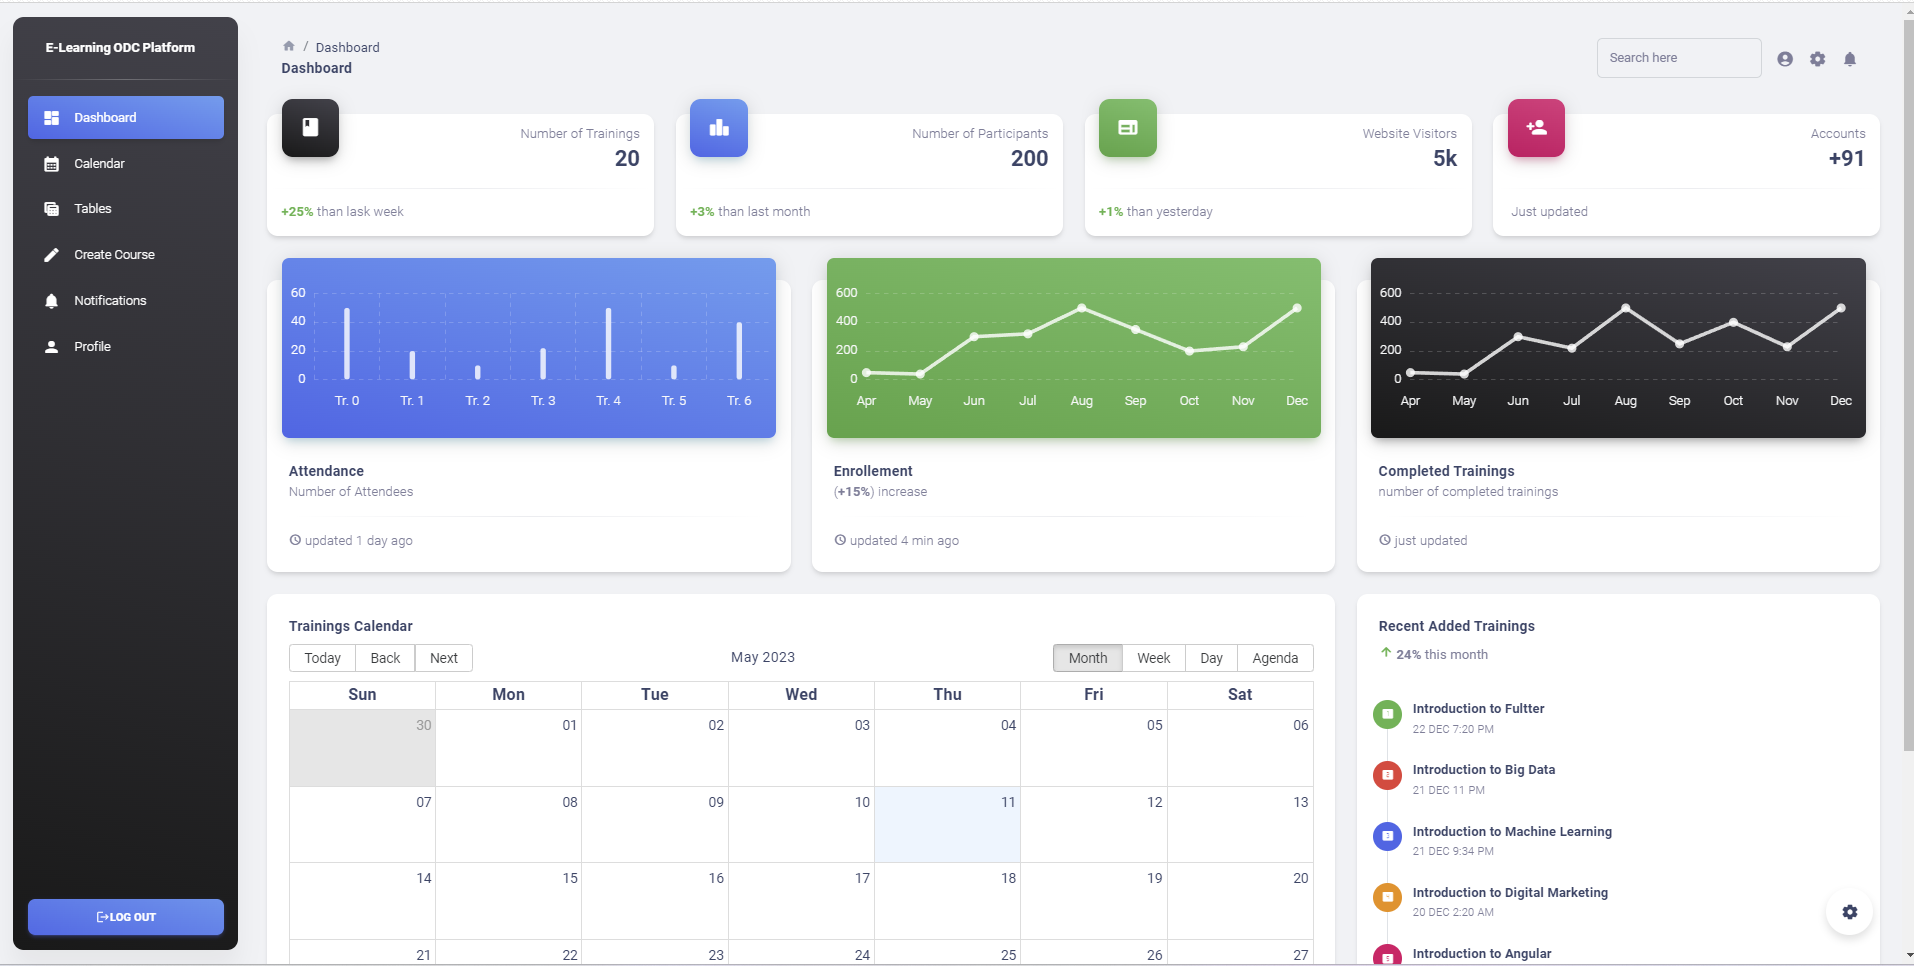 E-Learning ODC Platform
Dashboard
Calendar
Tables
Create Course
Notifications
Profile
LOG OUT
/ Dashboard
Dashboard
Search here
Number of Trainings
20
+25% than lask week
Number of Participants
200
+3% than last month
Website Visitors
5k
+1% than yesterday
Accounts
+91
Just updated
60
40
20
0
Tr. 0 Tr. 1 Tr. 2 Tr. 3 Tr. 4 Tr. 5 Tr. 6
Attendance
Number of Attendees
updated 1 day ago
600
400
200
0
Apr May Jun Jul Aug Sep Oct Nov Dec
Enrollement
(+15%) increase
updated 4 min ago
600
400
200
0
Apr May Jun Jul Aug Sep Oct Nov Dec
Completed Trainings
number of completed trainings
just updated
Trainings Calendar
Today Back Next May 2023 Month Week Day Agenda
Sun Mon Tue Wed Thu Fri Sat
30 01 02 03 04 05 06
07 08 09 10 11 12 13
14 15 16 17 18 19 20
21 22 23 24 25 26 27
Recent Added Trainings
24% this month
Introduction to Fultter
22 DEC 7:20 PM
Introduction to Big Data
21 DEC 11 PM
Introduction to Machine Learning
21 DEC 9:34 PM
Introduction to Digital Marketing
20 DEC 2:20 AM
Introduction to Angular